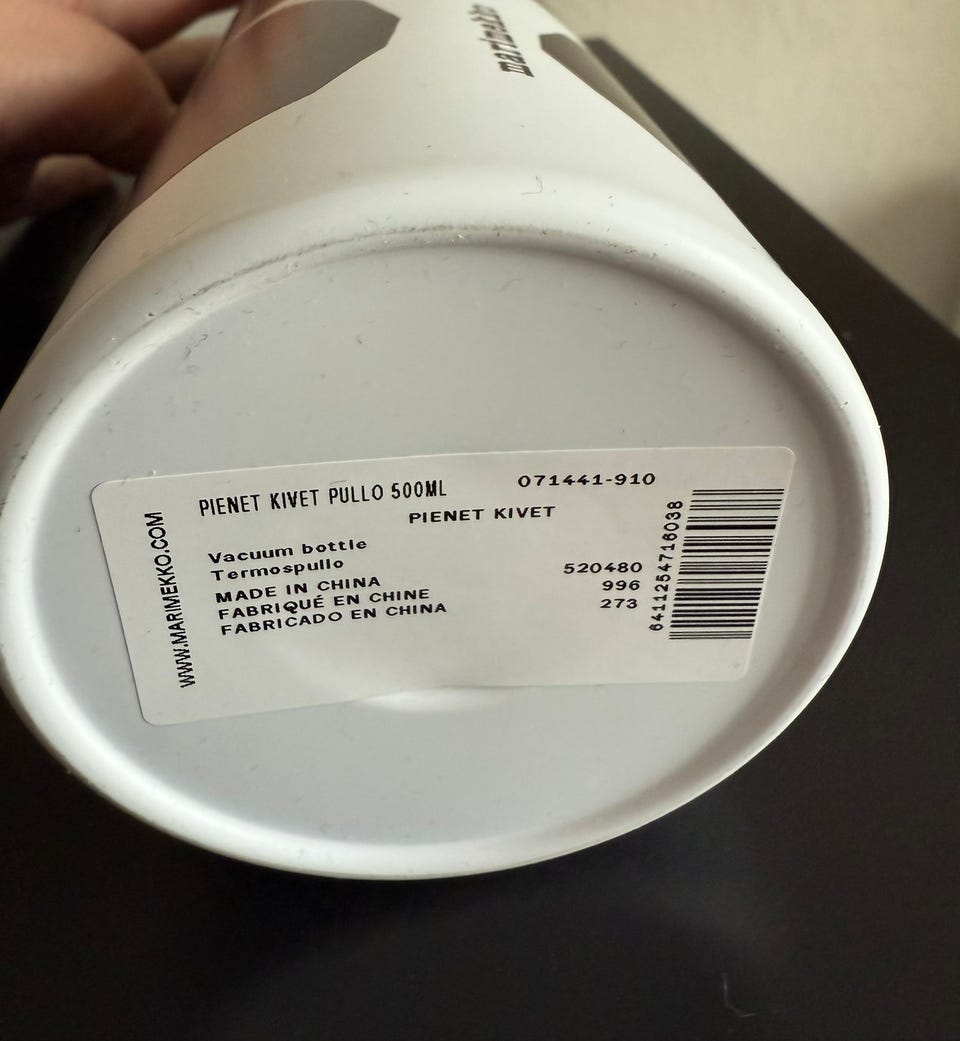 marimekko
PIENET KIVET PULLO 500ML 071441-910
PIENET KIVET
Vacuum bottle
Termospullo
MADE IN CHINA
FABRIQUÉ EN CHINE
FABRICADO EN CHINA
520480
996
273
WWW.MARIMEKKO.COM
6411254716038